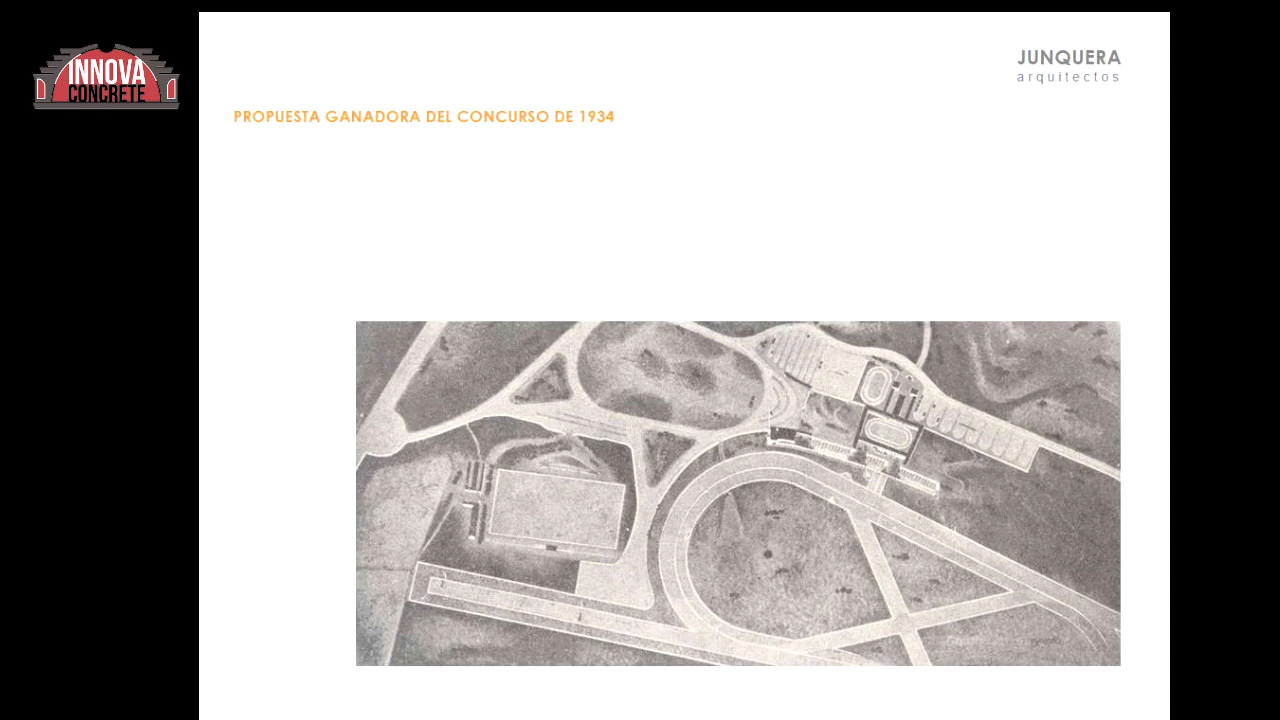 INNOVA
CONCRETE
JUNQUERA
arquitectos
PROPUESTA GANADORA DEL CONCURSO DE 1934